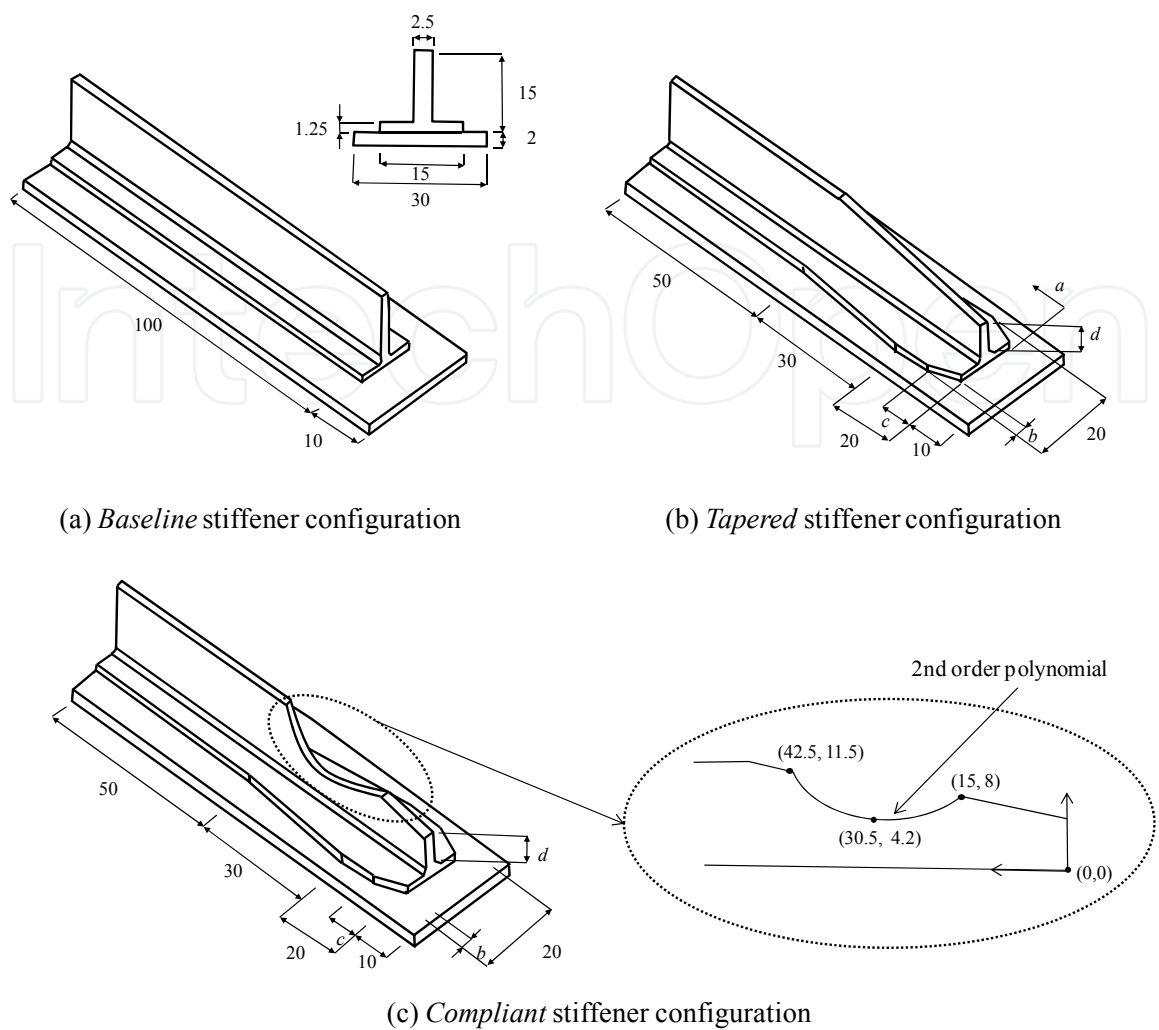 2.5
15
1.25
2
15
30
100
10
50
30
20
c
10
b
20
a
d
IntechOpen
(a) Baseline stiffener configuration
(b) Tapered stiffener configuration
2nd order polynomial
(42.5, 11.5)
(15, 8)
(30.5, 4.2)
(0,0)
50
30
20
c
10
b
20
d
(c) Compliant stiffener configuration